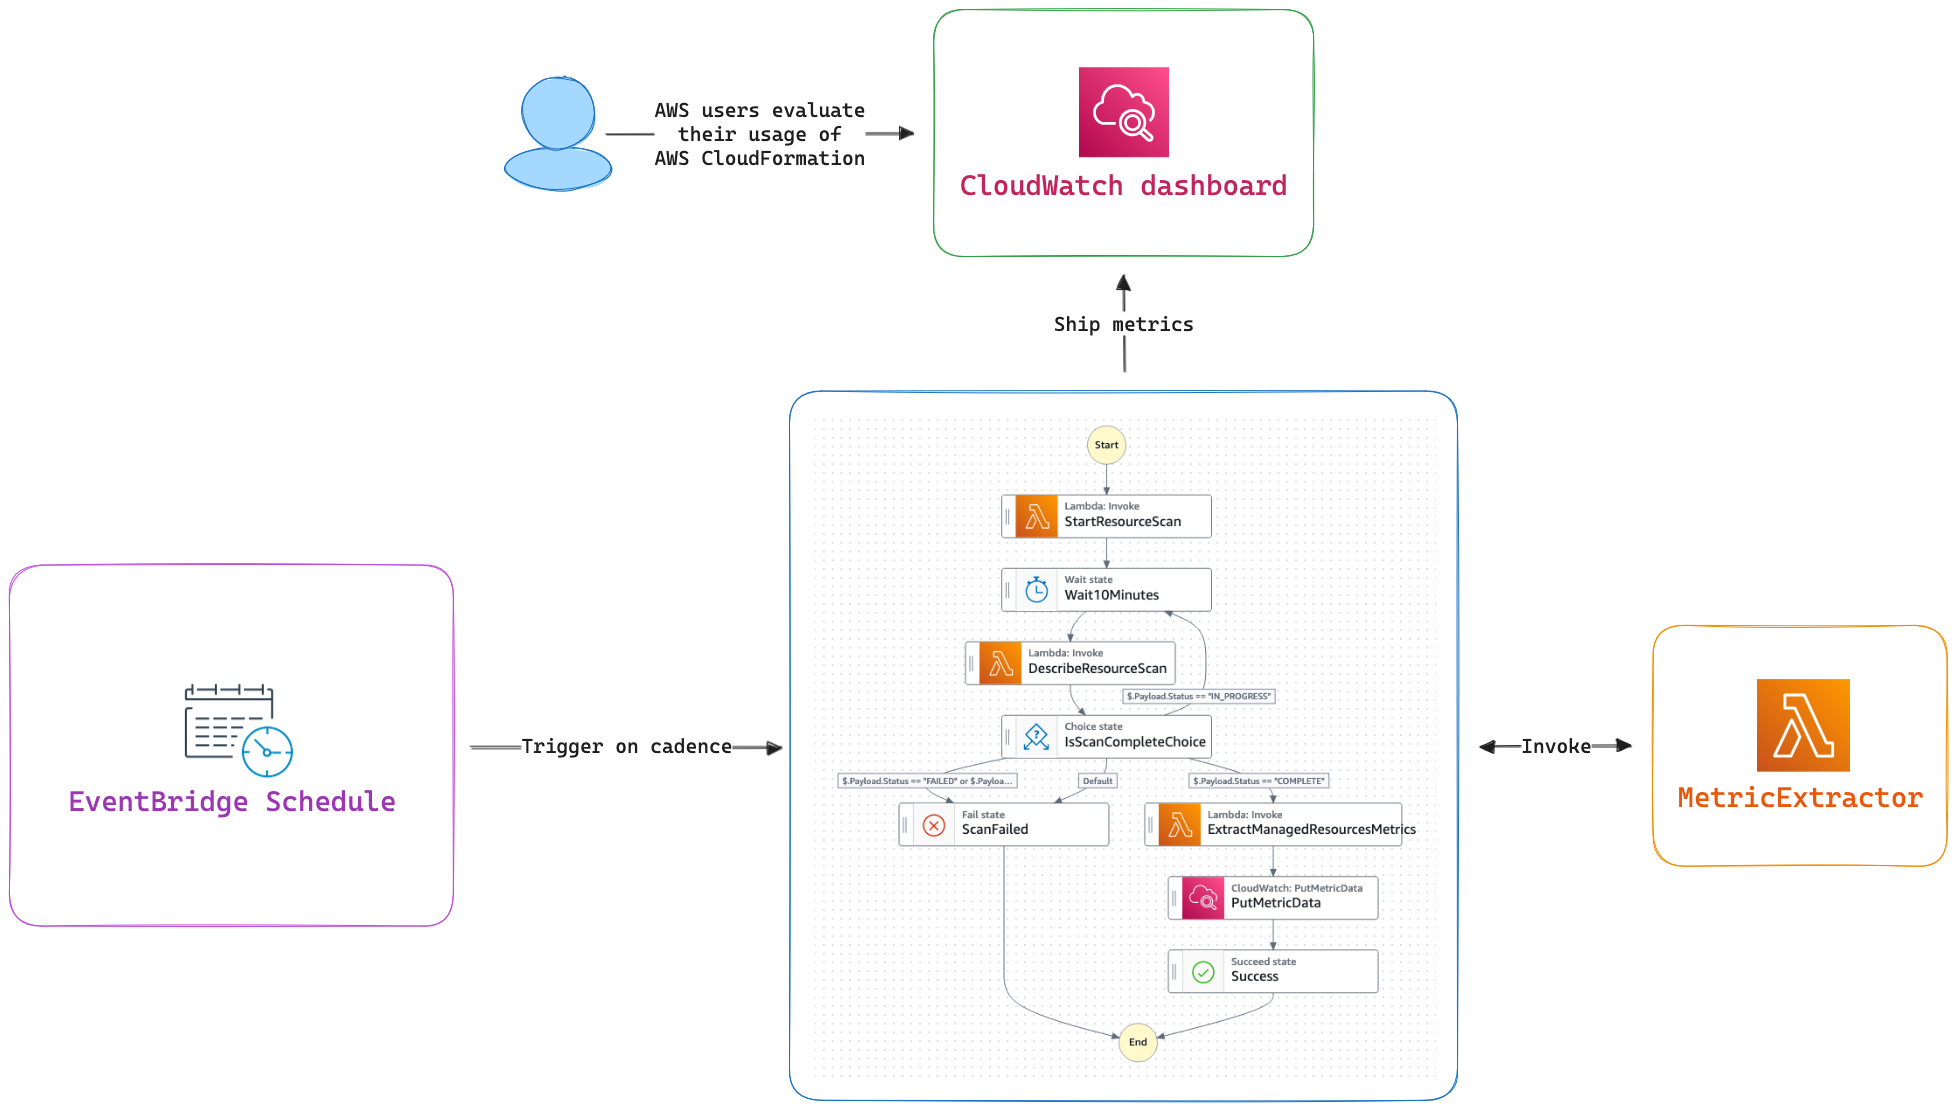 AWS users evaluate
their usage of
AWS CloudFormation
CloudWatch dashboard
Ship metrics
Start
Lambda: Invoke
StartResourceScan
Wait state
Wait10Minutes
Lambda: Invoke
DescribeResourceScan
$.Payload.Status == "IN_PROGRESS"
Choice state
IsScanCompleteChoice
$.Payload.Status == "FAILED" or $.Payloa...
Default
$.Payload.Status == "COMPLETE"
Fail state
ScanFailed
Lambda: Invoke
ExtractManagedResourcesMetrics
CloudWatch: PutMetricData
PutMetricData
Succeed state
Success
End
EventBridge Schedule
Trigger on cadence
Invoke
MetricExtractor